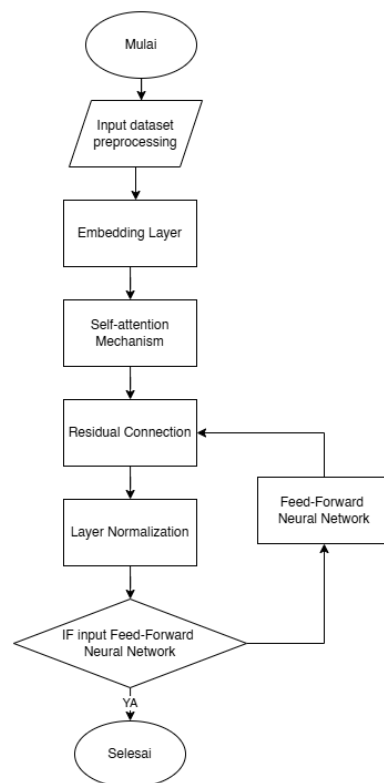 Mulai
Input dataset
preprocessing
Embedding Layer
Self-attention
Mechanism
Residual Connection
Layer Normalization
Feed-Forward
Neural Network
IF input Feed-Forward
Neural Network
YA
Selesai